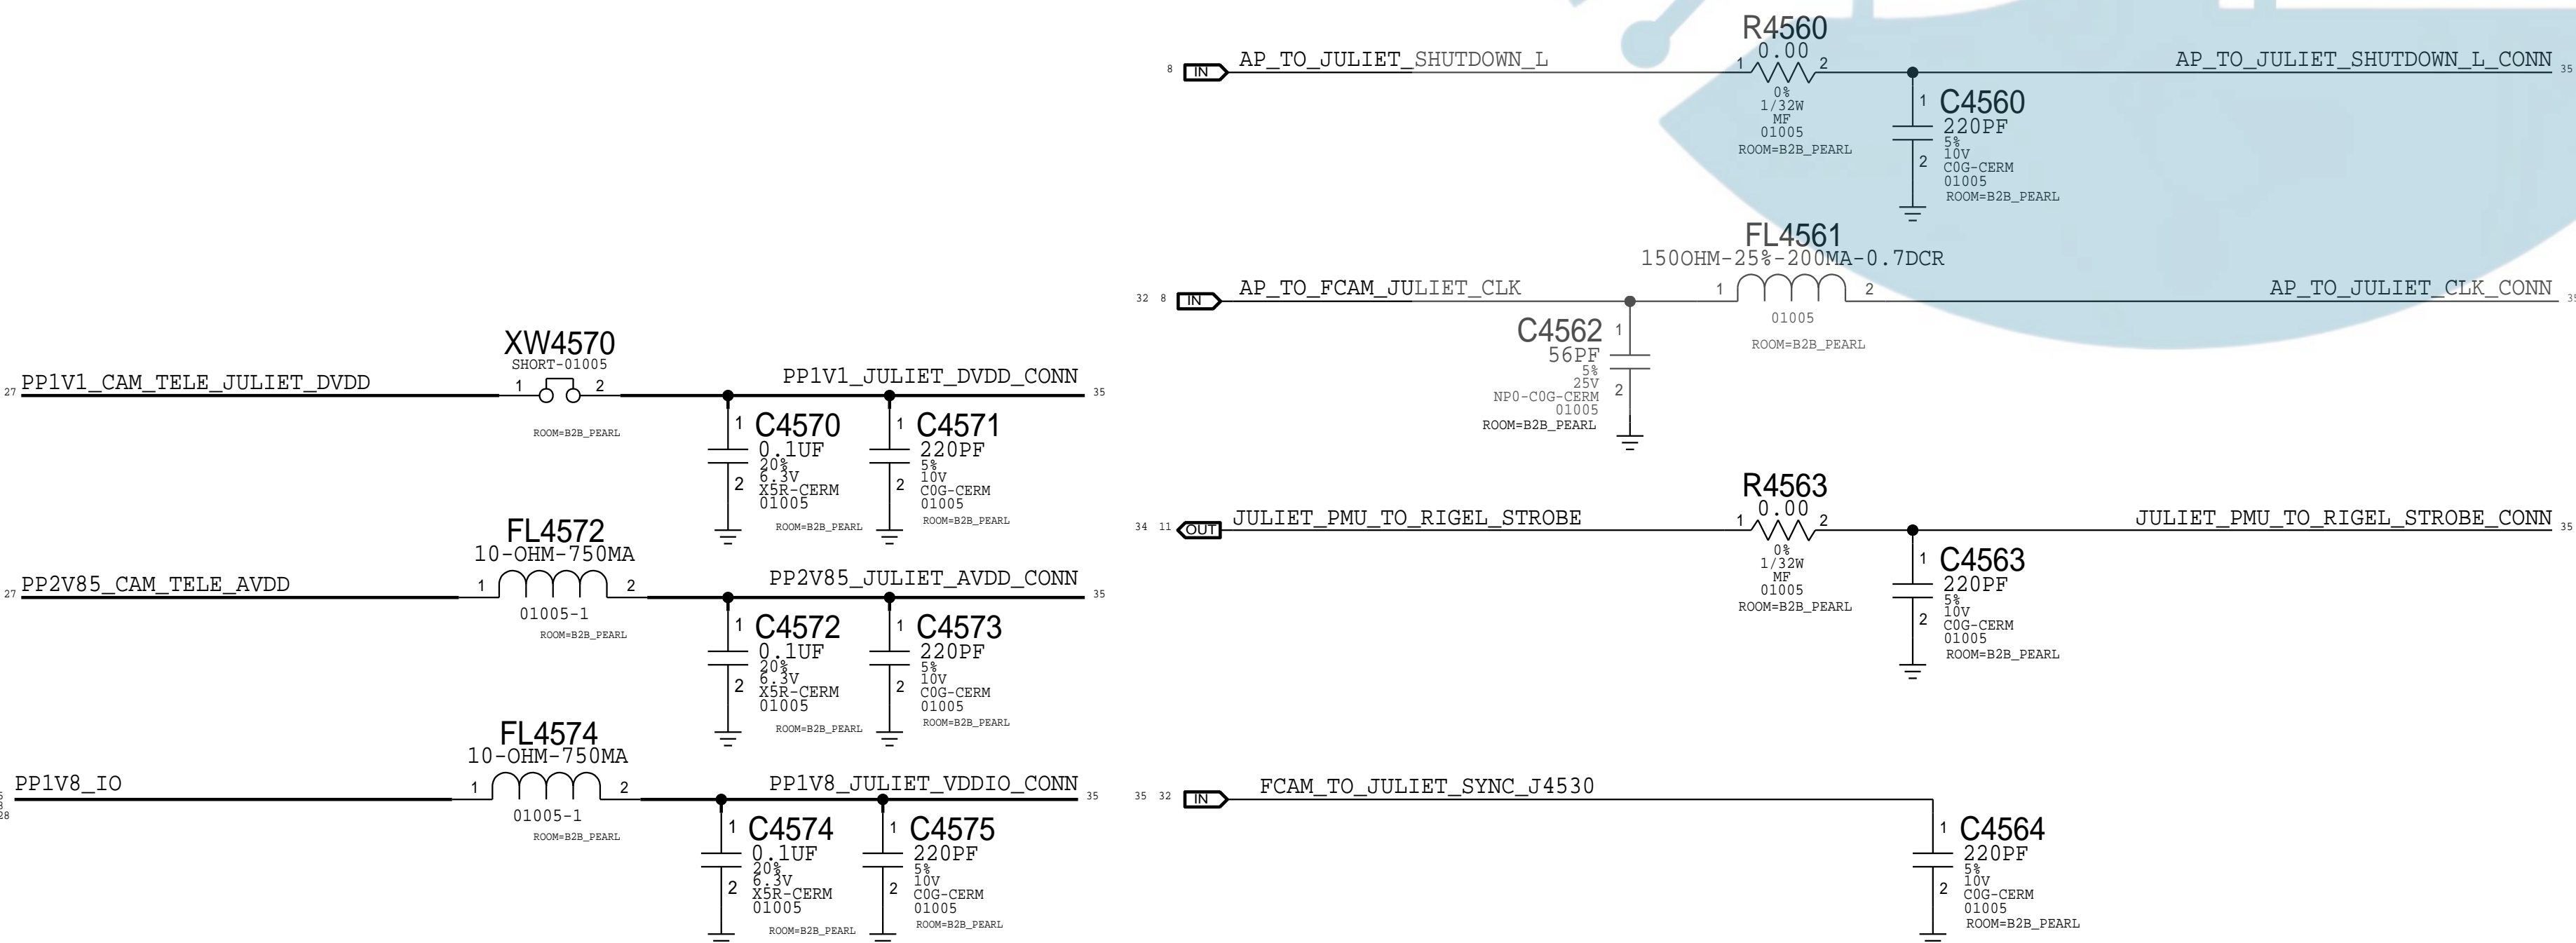 R4560
0.00
8 IN AP_TO_JULIET_SHUTDOWN_L 1 2 AP_TO_JULIET_SHUTDOWN_L_CONN 35
0%
1/32W
MF
01005
ROOM=B2B_PEARL
1 C4560
220PF
5%
10V
2 C0G-CERM
01005
ROOM=B2B_PEARL
FL4561
150OHM-25%-200MA-0.7DCR
32 8 IN AP_TO_FCAM_JULIET_CLK 1 2 AP_TO_JULIET_CLK_CONN 35
01005
ROOM=B2B_PEARL
C4562 1
56PF
5%
25V 2
NP0-C0G-CERM
01005
ROOM=B2B_PEARL
XW4570
SHORT-01005
27 PP1V1_CAM_TELE_JULIET_DVDD 1 2 PP1V1_JULIET_DVDD_CONN 35
ROOM=B2B_PEARL
1 C4570
0.1UF
20%
6.3V
2 X5R-CERM
01005
ROOM=B2B_PEARL
1 C4571
220PF
5%
10V
2 C0G-CERM
01005
ROOM=B2B_PEARL
R4563
0.00
34 11 OUT JULIET_PMU_TO_RIGEL_STROBE 1 2 JULIET_PMU_TO_RIGEL_STROBE_CONN 35
0%
1/32W
MF
01005
ROOM=B2B_PEARL
1 C4563
220PF
5%
10V
2 C0G-CERM
01005
ROOM=B2B_PEARL
FL4572
10-OHM-750MA
27 PP2V85_CAM_TELE_AVDD 1 2 PP2V85_JULIET_AVDD_CONN 35
01005-1
ROOM=B2B_PEARL
1 C4572
0.1UF
20%
6.3V
2 X5R-CERM
01005
ROOM=B2B_PEARL
1 C4573
220PF
5%
10V
2 C0G-CERM
01005
ROOM=B2B_PEARL
FL4574
10-OHM-750MA
PP1V8_IO 1 2 PP1V8_JULIET_VDDIO_CONN 35
28
01005-1
ROOM=B2B_PEARL
1 C4574
0.1UF
20%
6.3V
2 X5R-CERM
01005
ROOM=B2B_PEARL
1 C4575
220PF
5%
10V
2 C0G-CERM
01005
ROOM=B2B_PEARL
35 32 IN FCAM_TO_JULIET_SYNC_J4530
1 C4564
220PF
5%
10V
2 C0G-CERM
01005
ROOM=B2B_PEARL